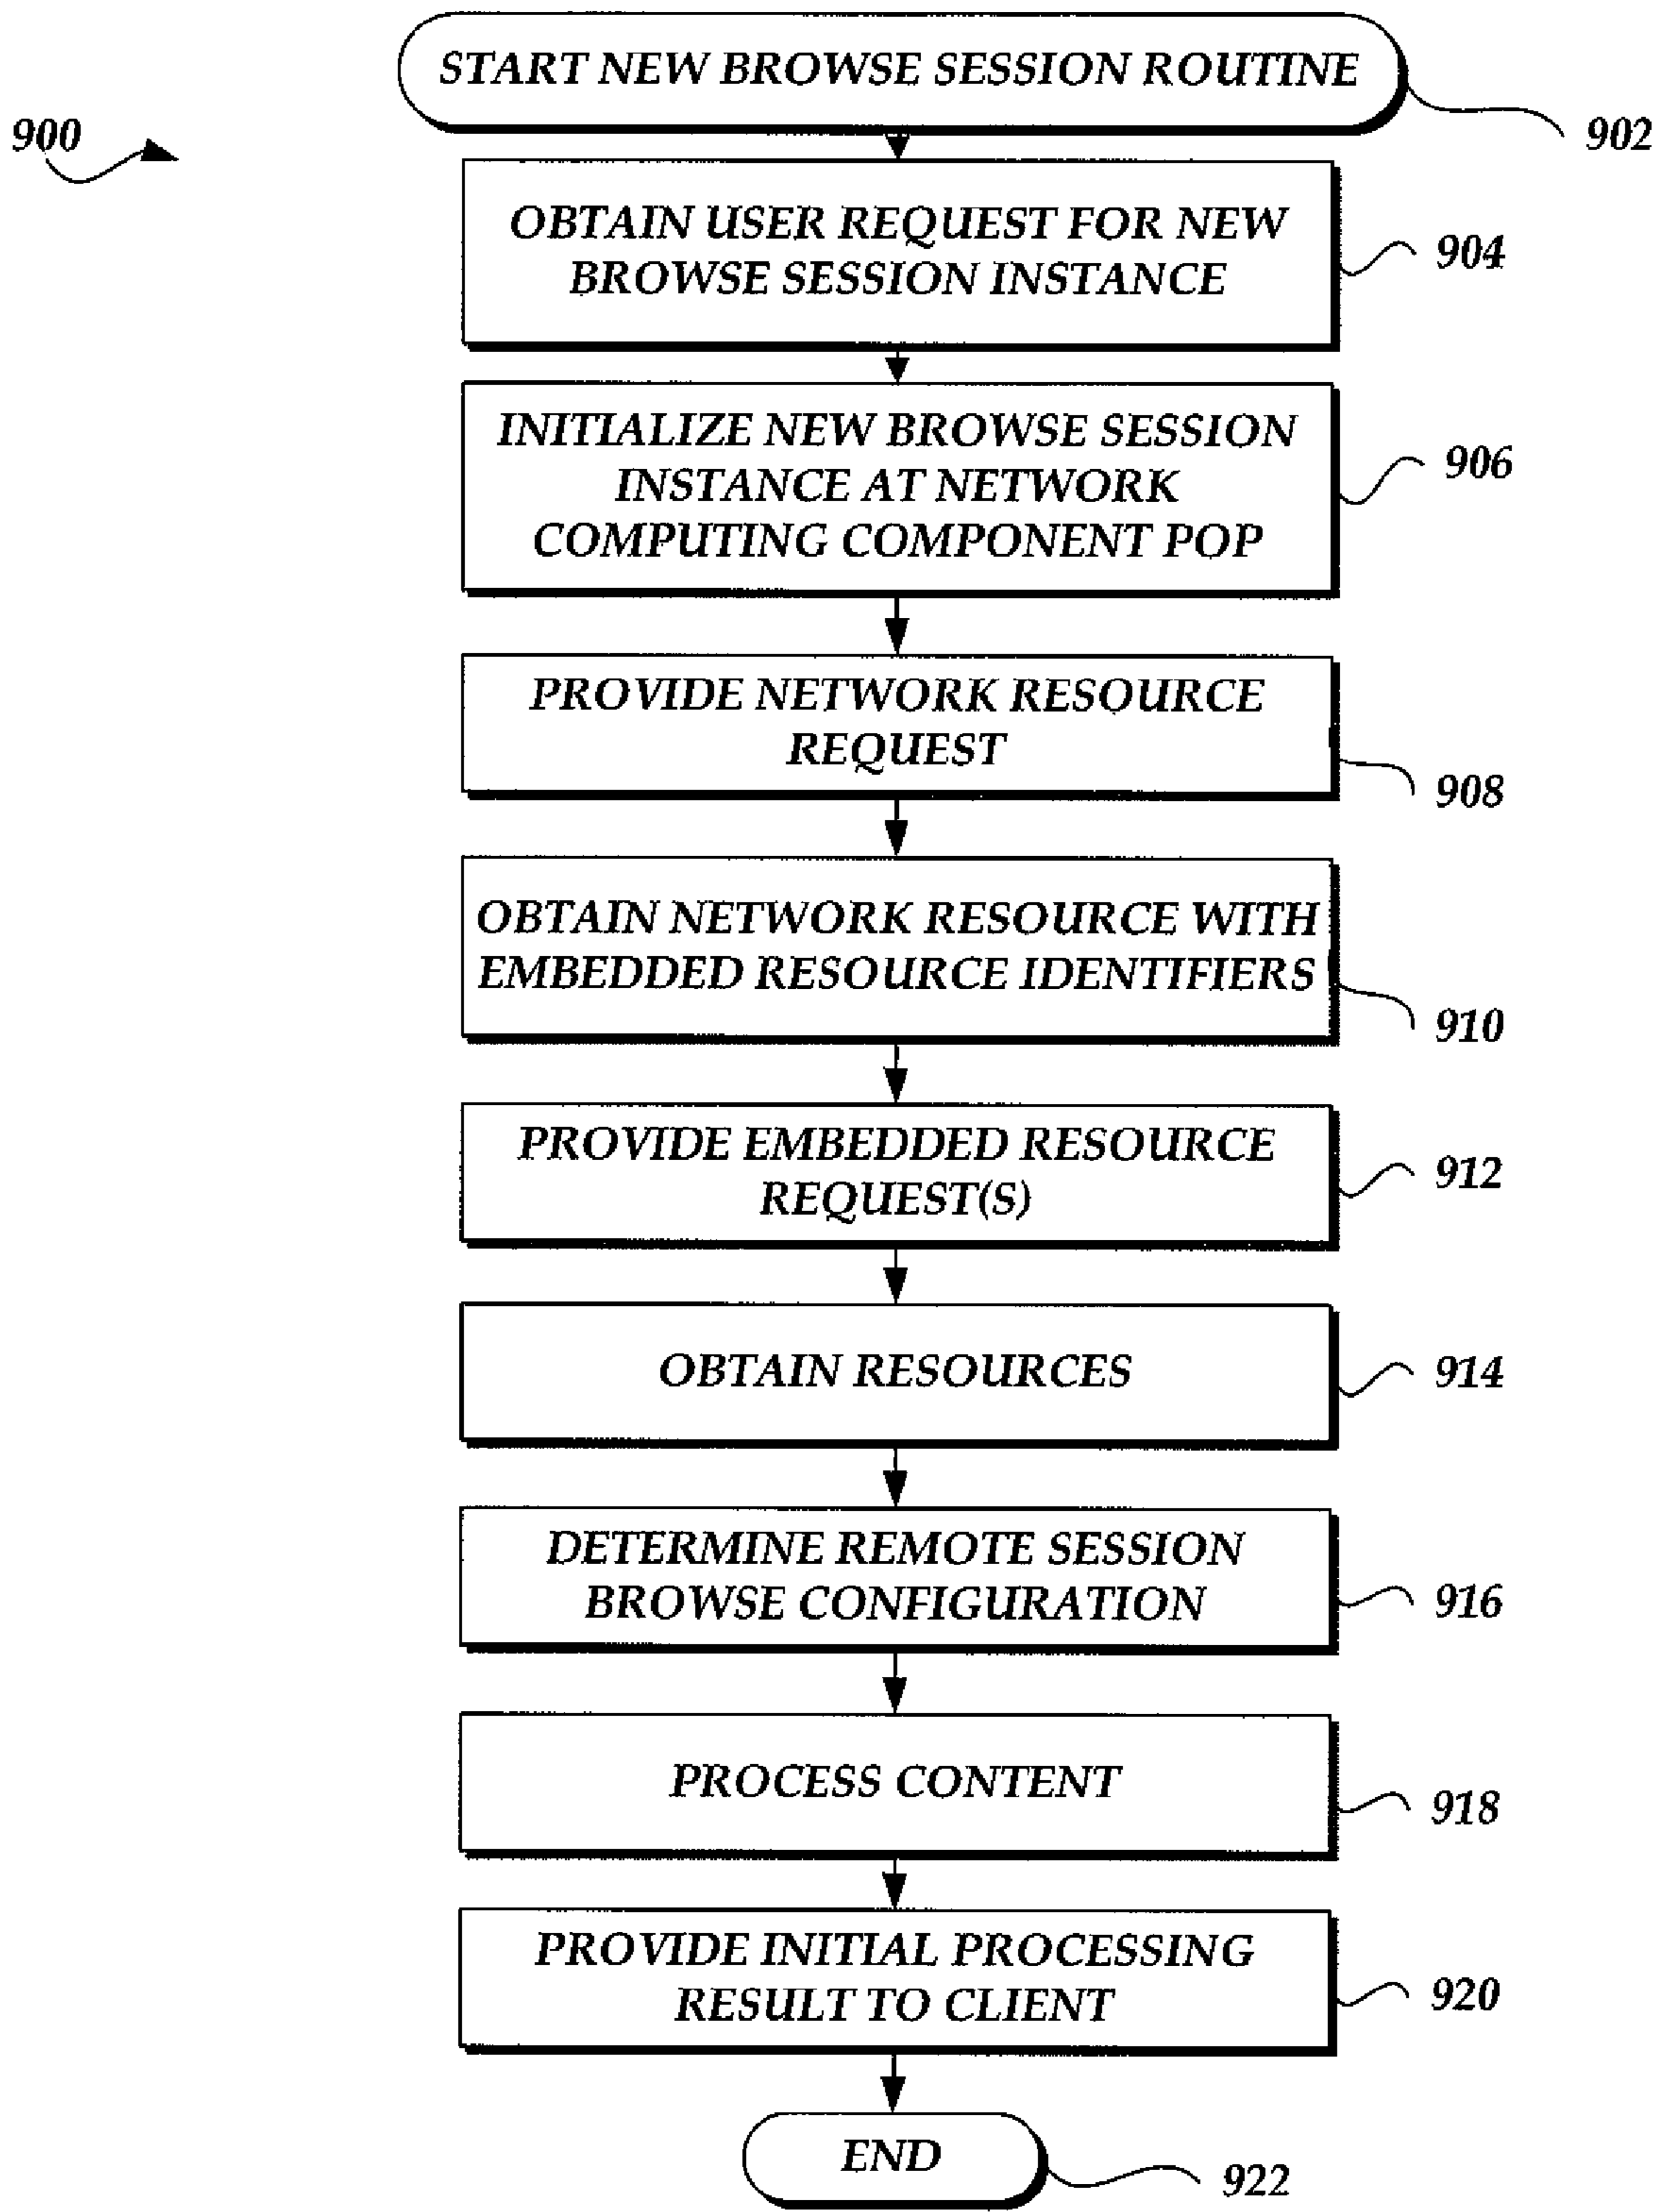 START NEW BROWSE SESSION ROUTINE
900
902
OBTAIN USER REQUEST FOR NEW
BROWSE SESSION INSTANCE
904
INITIALIZE NEW BROWSE SESSION
INSTANCE AT NETWORK
COMPUTING COMPONENT POP
906
PROVIDE NETWORK RESOURCE
REQUEST
908
OBTAIN NETWORK RESOURCE WITH
EMBEDDED RESOURCE IDENTIFIERS
910
PROVIDE EMBEDDED RESOURCE
REQUEST(S)
912
OBTAIN RESOURCES
914
DETERMINE REMOTE SESSION
BROWSE CONFIGURATION
916
PROCESS CONTENT
918
PROVIDE INITIAL PROCESSING
RESULT TO CLIENT
920
END
922